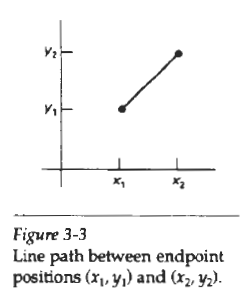 y₂
y₁
x₁ x₂
Figure 3-3
Line path between endpoint
positions (x₁, y₁) and (x₂, y₂).